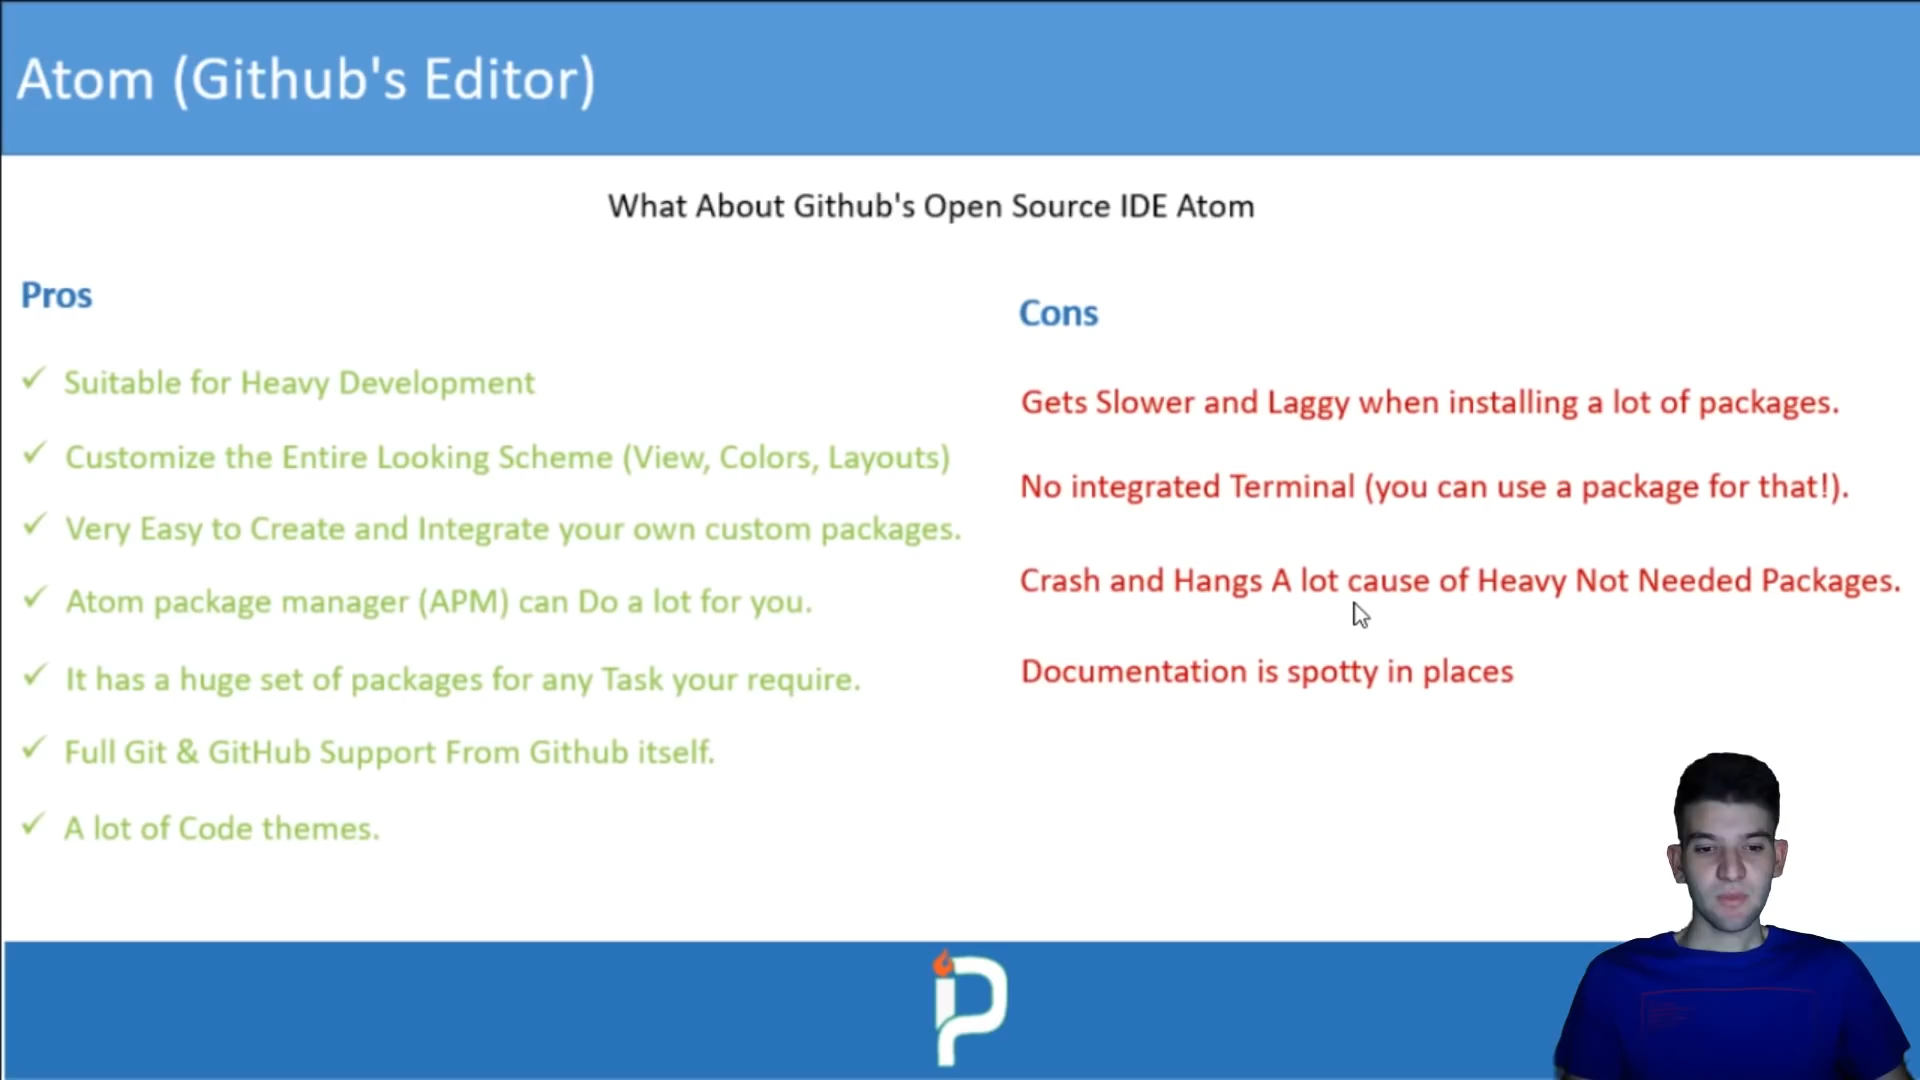 Atom (Github's Editor)
What About Github's Open Source IDE Atom
Pros
Suitable for Heavy Development
Customize the Entire Looking Scheme (View, Colors, Layouts)
Very Easy to Create and Integrate your own custom packages.
Atom package manager (APM) can Do a lot for you.
It has a huge set of packages for any Task your require.
Full Git & GitHub Support From Github itself.
A lot of Code themes.
Cons
Gets Slower and Laggy when installing a lot of packages.
No integrated Terminal (you can use a package for that!).
Crash and Hangs A lot cause of Heavy Not Needed Packages.
Documentation is spotty in places